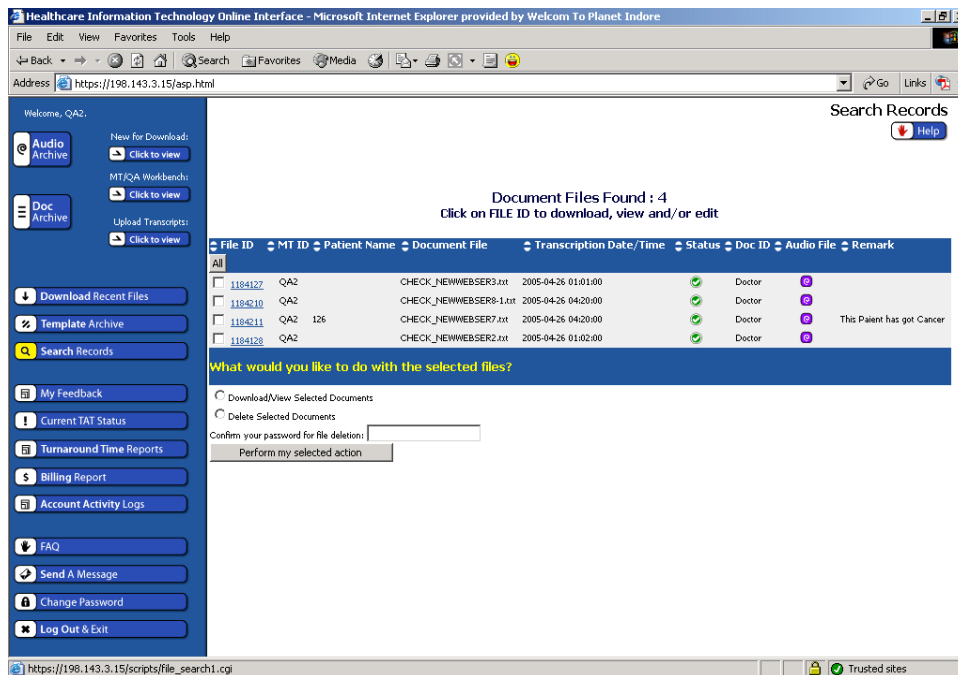 Healthcare Information Technology Online Interface - Microsoft Internet Explorer provided by Welcom To Planet Indore
File Edit View Favorites Tools Help
Back Search Favorites Media
Address https://198.143.3.15/asp.html Go Links
Welcome, QA2.
Audio Archive
New for Download:
Click to view
MT/QA Workbench:
Click to view
Doc Archive
Upload Transcripts:
Click to view
Download Recent Files
Template Archive
Search Records
My Feedback
Current TAT Status
Turnaround Time Reports
Billing Report
Account Activity Logs
FAQ
Send A Message
Change Password
Log Out & Exit
Search Records
Help
Document Files Found : 4
Click on FILE ID to download, view and/or edit
File ID MT ID Patient Name Document File Transcription Date/Time Status Doc ID Audio File Remark
All
1184127 QA2 CHECK_NEWWEBSER3.txt 2005-04-26 01:01:00 Doctor
1184210 QA2 CHECK_NEWWEBSER8-1.txt 2005-04-26 04:20:00 Doctor
1184211 QA2 126 CHECK_NEWWEBSER7.txt 2005-04-26 04:20:00 Doctor This Paient has got Cancer
1184128 QA2 CHECK_NEWWEBSER2.txt 2005-04-26 01:02:00 Doctor
What would you like to do with the selected files?
Download/View Selected Documents
Delete Selected Documents
Confirm your password for file deletion:
Perform my selected action
https://198.143.3.15/scripts/file_search1.cgi Trusted sites